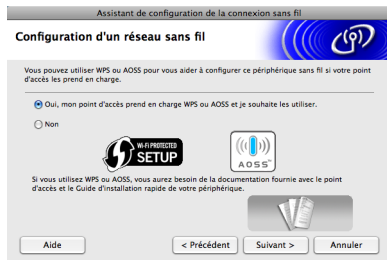 Assistant de configuration de la connexion sans fil
Configuration d'un réseau sans fil
Vous pouvez utiliser WPS ou AOSS pour vous aider à configurer ce périphérique sans fil si votre point
d'accès les prend en charge.
Oui, mon point d'accès prend en charge WPS ou AOSS et je souhaite les utiliser.
Non
WI-FI PROTECTED
SETUP
AOSS™
Si vous utilisez WPS ou AOSS, vous aurez besoin de la documentation fournie avec le point
d'accès et le Guide d'installation rapide de votre périphérique.
Aide
< Précédent
Suivant >
Annuler